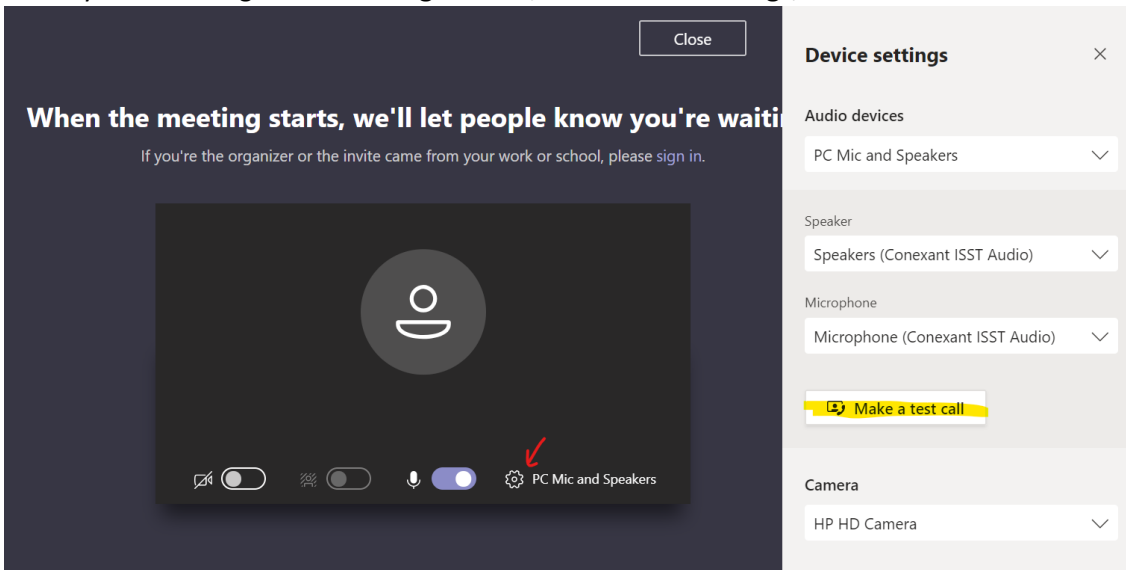 Close
When the meeting starts, we'll let people know you're waiti
If you're the organizer or the invite came from your work or school, please sign in.
PC Mic and Speakers
Device settings
Audio devices
PC Mic and Speakers
Speaker
Speakers (Conexant ISST Audio)
Microphone
Microphone (Conexant ISST Audio)
Make a test call
Camera
HP HD Camera